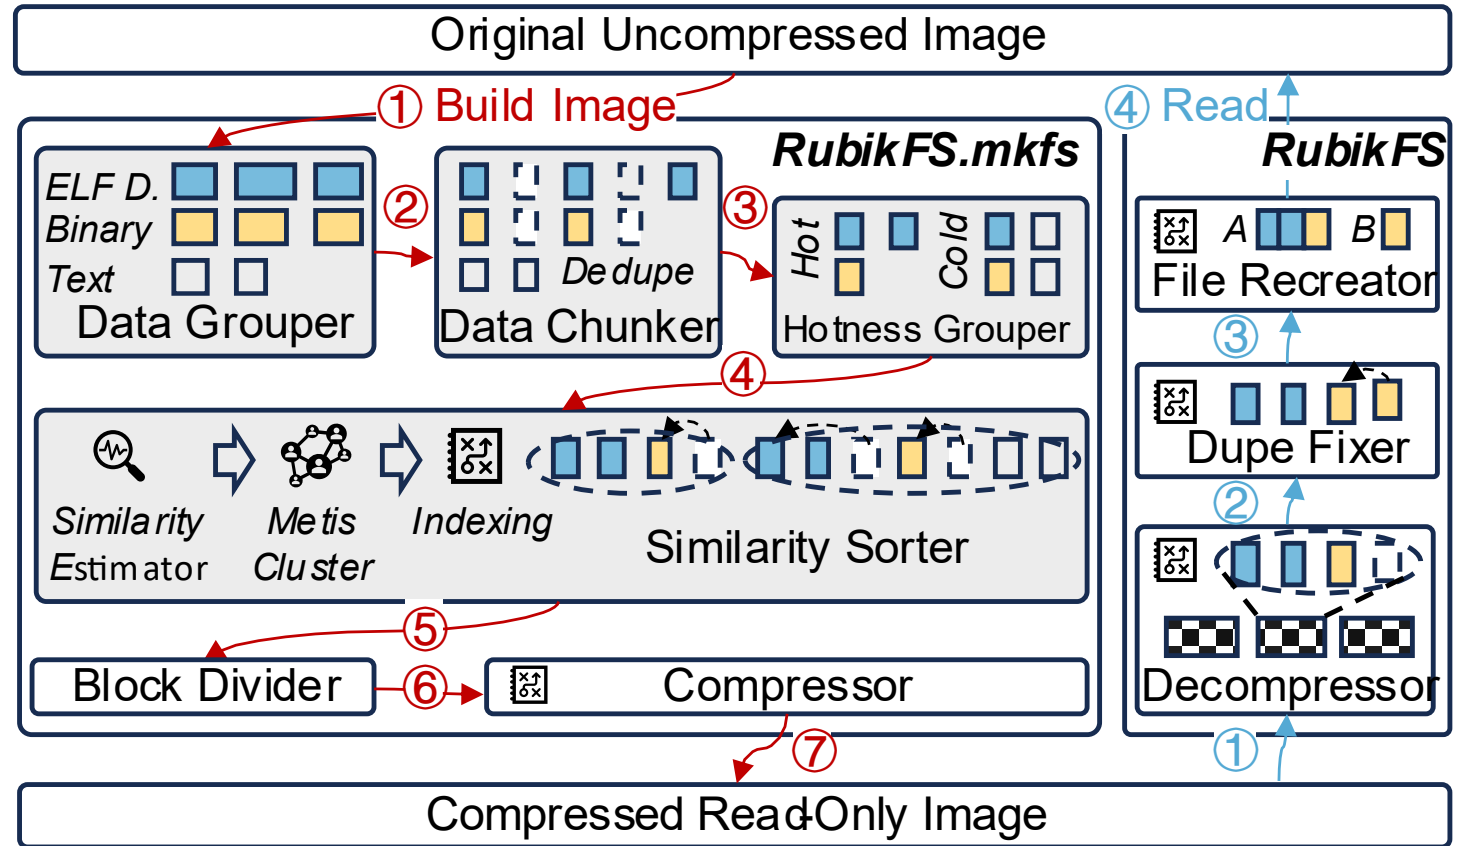 Original Uncompressed Image
① Build Image
④ Read
RubikFS.mkfs
ELF D.
Binary
Text
Data Grouper
②
Dedupe
Data Chunker
③
Hot
Cold
Hotness Grouper
④
Similarity
Estimator
Metis
Cluster
Indexing
Similarity Sorter
⑤
Block Divider
⑥
Compressor
⑦
RubikFS
A
B
File Recreator
③
Dupe Fixer
②
Decompressor
①
Compressed Read-Only Image